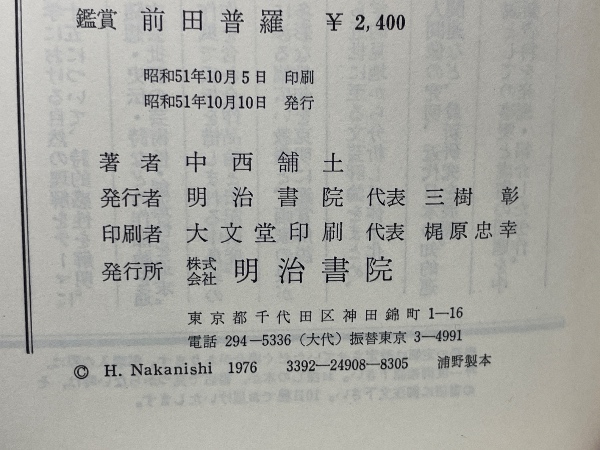 鑑賞 前田普羅 ¥2,400
昭和51年10月5日 印刷
昭和51年10月10日 発行
著者 中西舗土
発行者 明治書院 代表 三樹彰
印刷者 大文堂印刷 代表 梶原忠幸
発行所 株式会社 明治書院
東京都千代田区神田錦町1—16
電話 294—5336(大代)振替東京3—4991
© H. Nakanishi 1976 3392—24908—8305 浦野製本